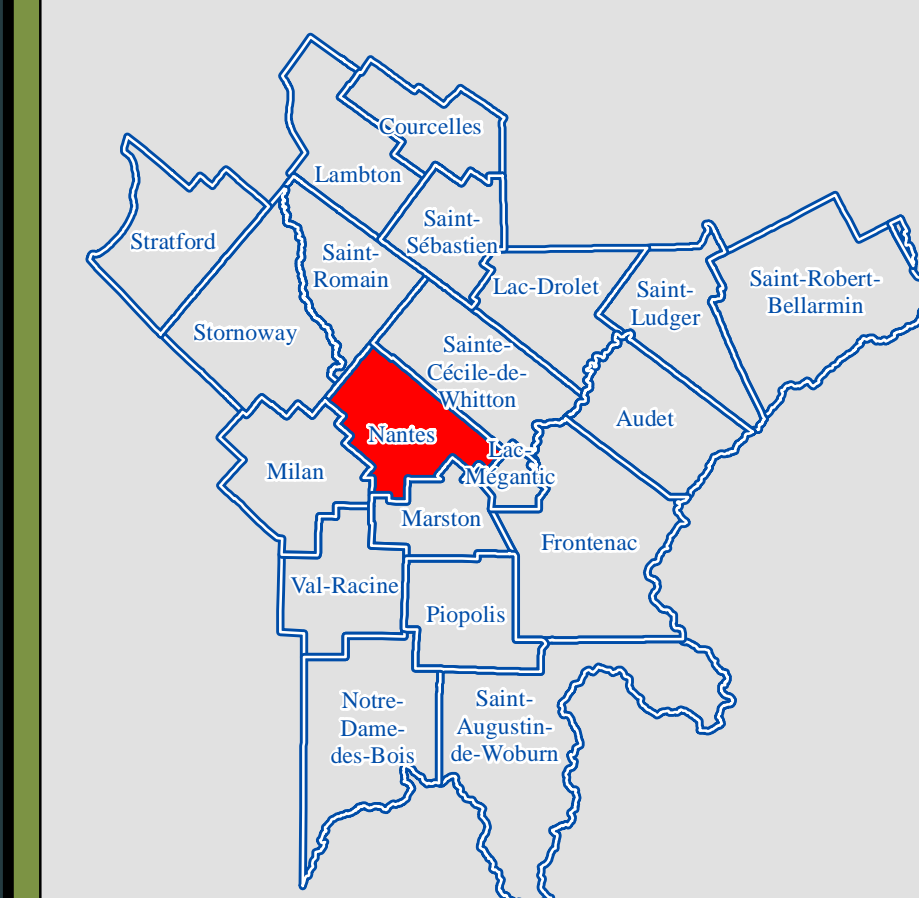 Courcelles
Lambton
Stratford
Saint-
Sébastien
Saint-
Romain
Lac-Drolet
Saint-
Ludger
Saint-Robert-
Bellarmin
Stornoway
Sainte-
Cécile-de-
Whitton
Audet
Nantes
Lac-
Mégantic
Milan
Marston
Frontenac
Val-Racine
Piopolis
Notre-
Dame-
des-Bois
Saint-
Augustin-
de-Woburn